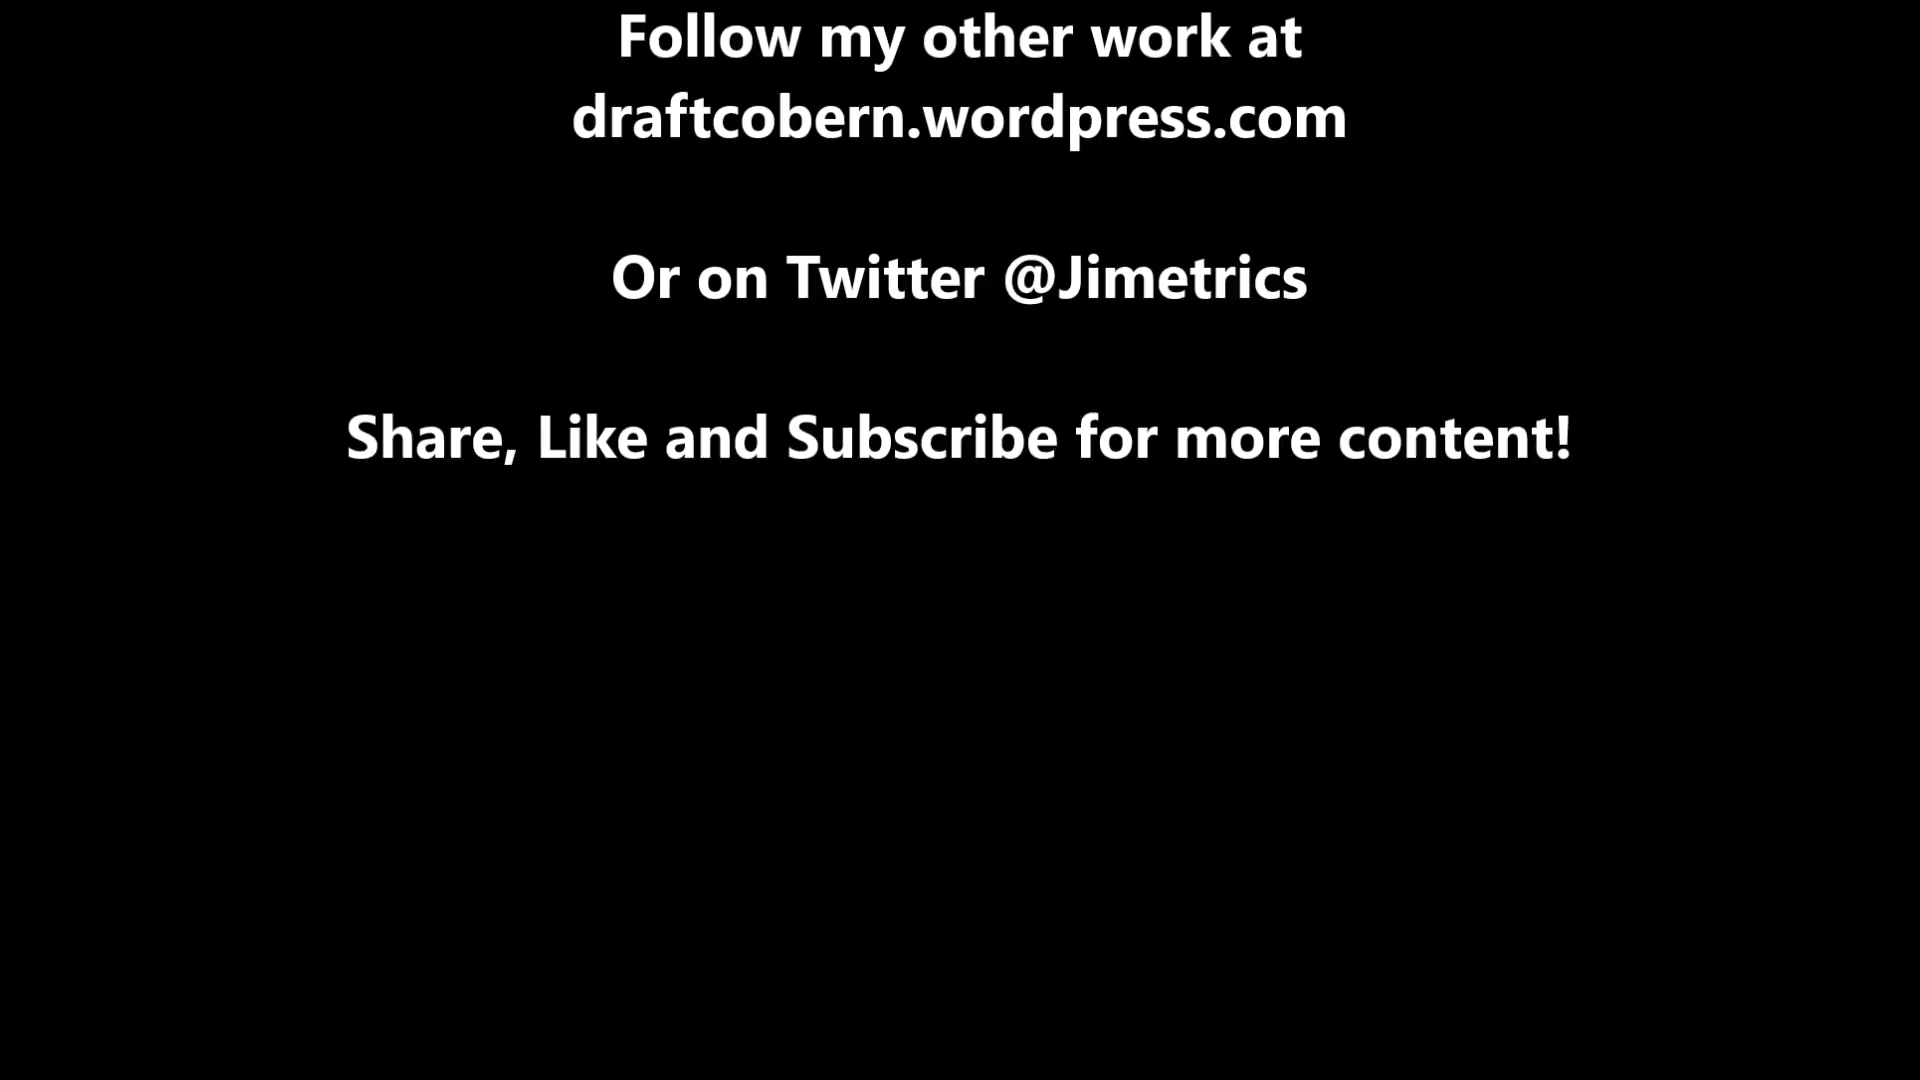 Follow my other work at
draftcobern.wordpress.com
Or on Twitter @Jimetrics
Share, Like and Subscribe for more content!